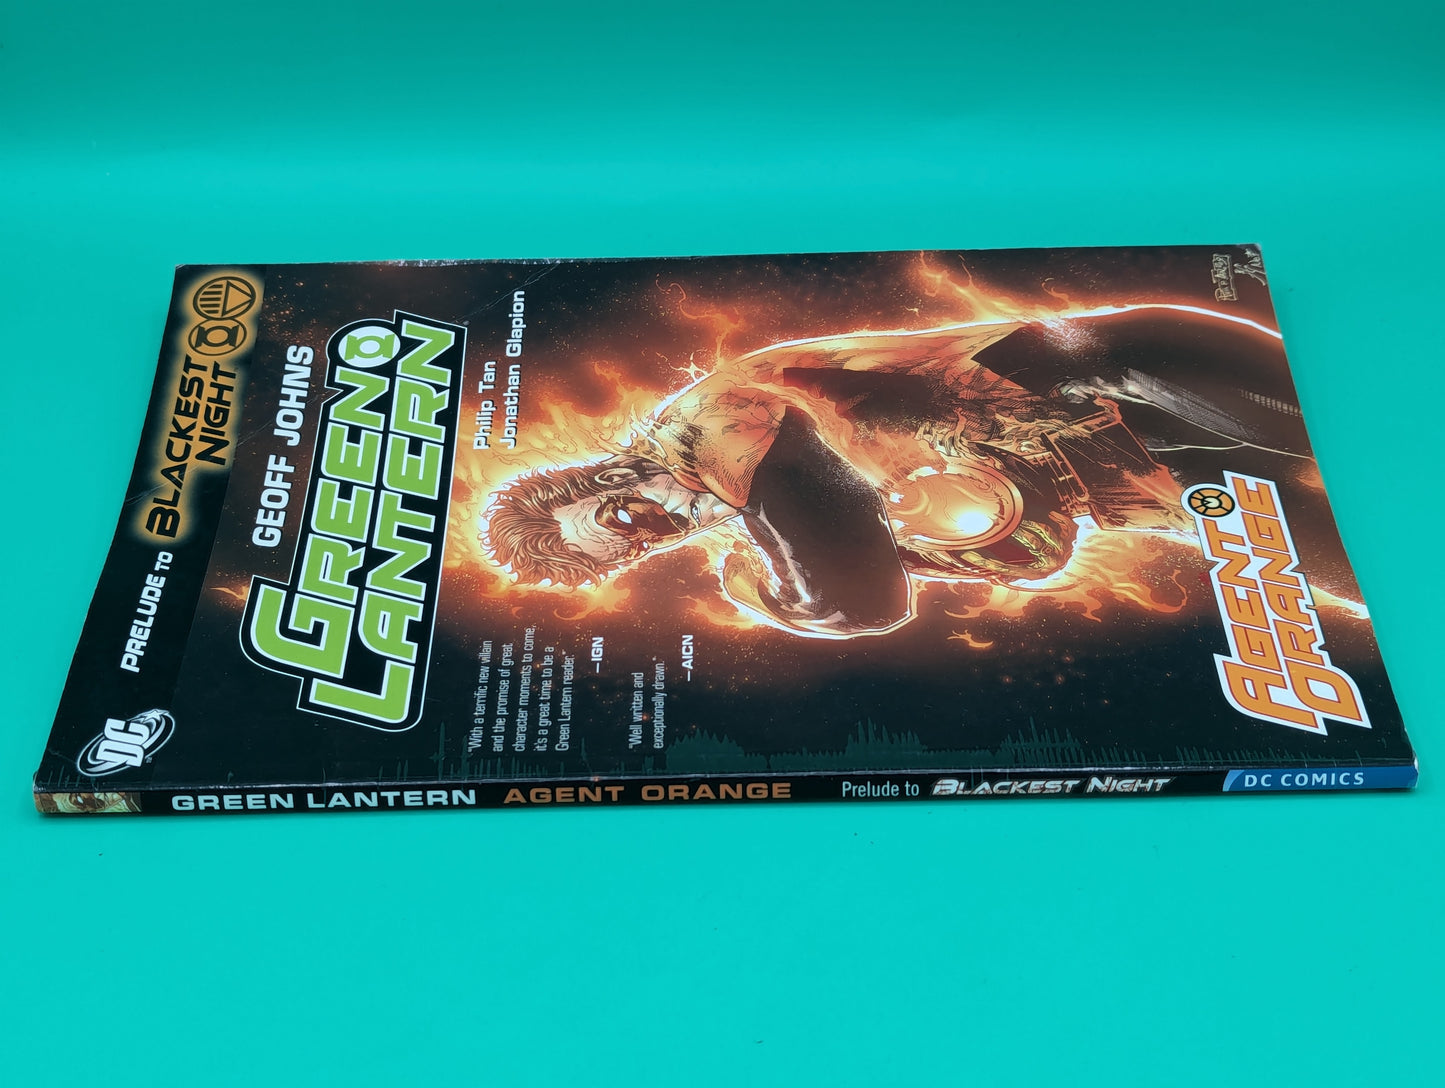 PRELUDE TO BLACKEST
NIGHT
DC
GEOFF JOHNS
GREEN
LANTERN
Philip Tan
Jonathan Glapion
"With a terrific new villain
and the promise of great
character moments to come,
it's a great time to be a
Green Lantern reader."
—IGN
"Well written and
exceptionally drawn."
—AICN
AGENT
ORANGE
GREEN LANTERN AGENT ORANGE Prelude to BLACKEST NIGHT DC COMICS